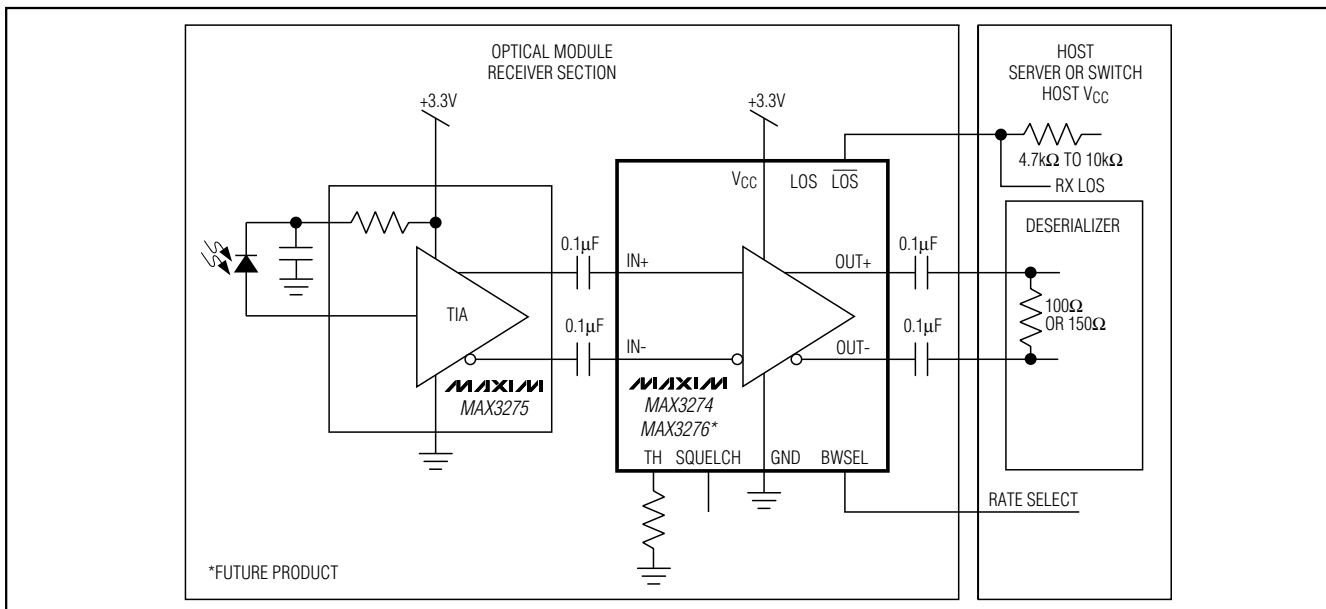 OPTICAL MODULE
RECEIVER SECTION
HOST
SERVER OR SWITCH
HOST VCC
+3.3V
+3.3V
4.7kΩ TO 10kΩ
RX LOS
VCC
LOS
L̅O̅S̅
DESERIALIZER
0.1µF
IN+
OUT+
0.1µF
TIA
100Ω
OR 150Ω
0.1µF
IN-
OUT-
0.1µF
MAXIM
MAX3275
MAXIM
MAX3274
MAX3276*
TH
SQUELCH
GND
BWSEL
RATE SELECT
*FUTURE PRODUCT